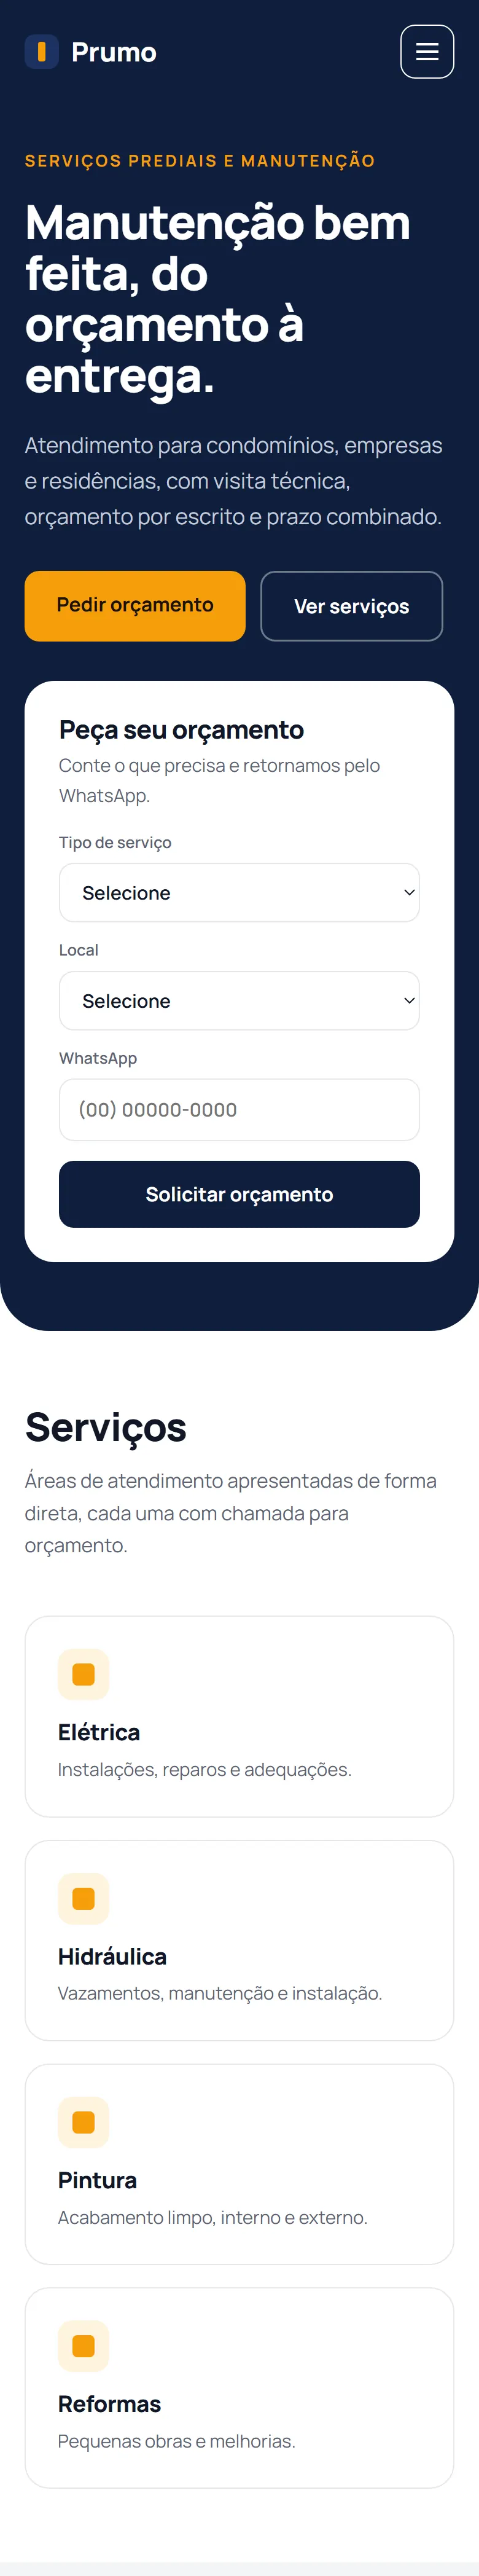 Prumo
SERVIÇOS PREDIAIS E MANUTENÇÃO
Manutenção bem
feita, do
orçamento à
entrega.
Atendimento para condomínios, empresas
e residências, com visita técnica,
orçamento por escrito e prazo combinado.
Pedir orçamento
Ver serviços
Peça seu orçamento
Conte o que precisa e retornamos pelo
WhatsApp.
Tipo de serviço
Selecione
Local
Selecione
WhatsApp
(00) 00000-0000
Solicitar orçamento
Serviços
Áreas de atendimento apresentadas de forma
direta, cada uma com chamada para
orçamento.
Elétrica
Instalações, reparos e adequações.
Hidráulica
Vazamentos, manutenção e instalação.
Pintura
Acabamento limpo, interno e externo.
Reformas
Pequenas obras e melhorias.